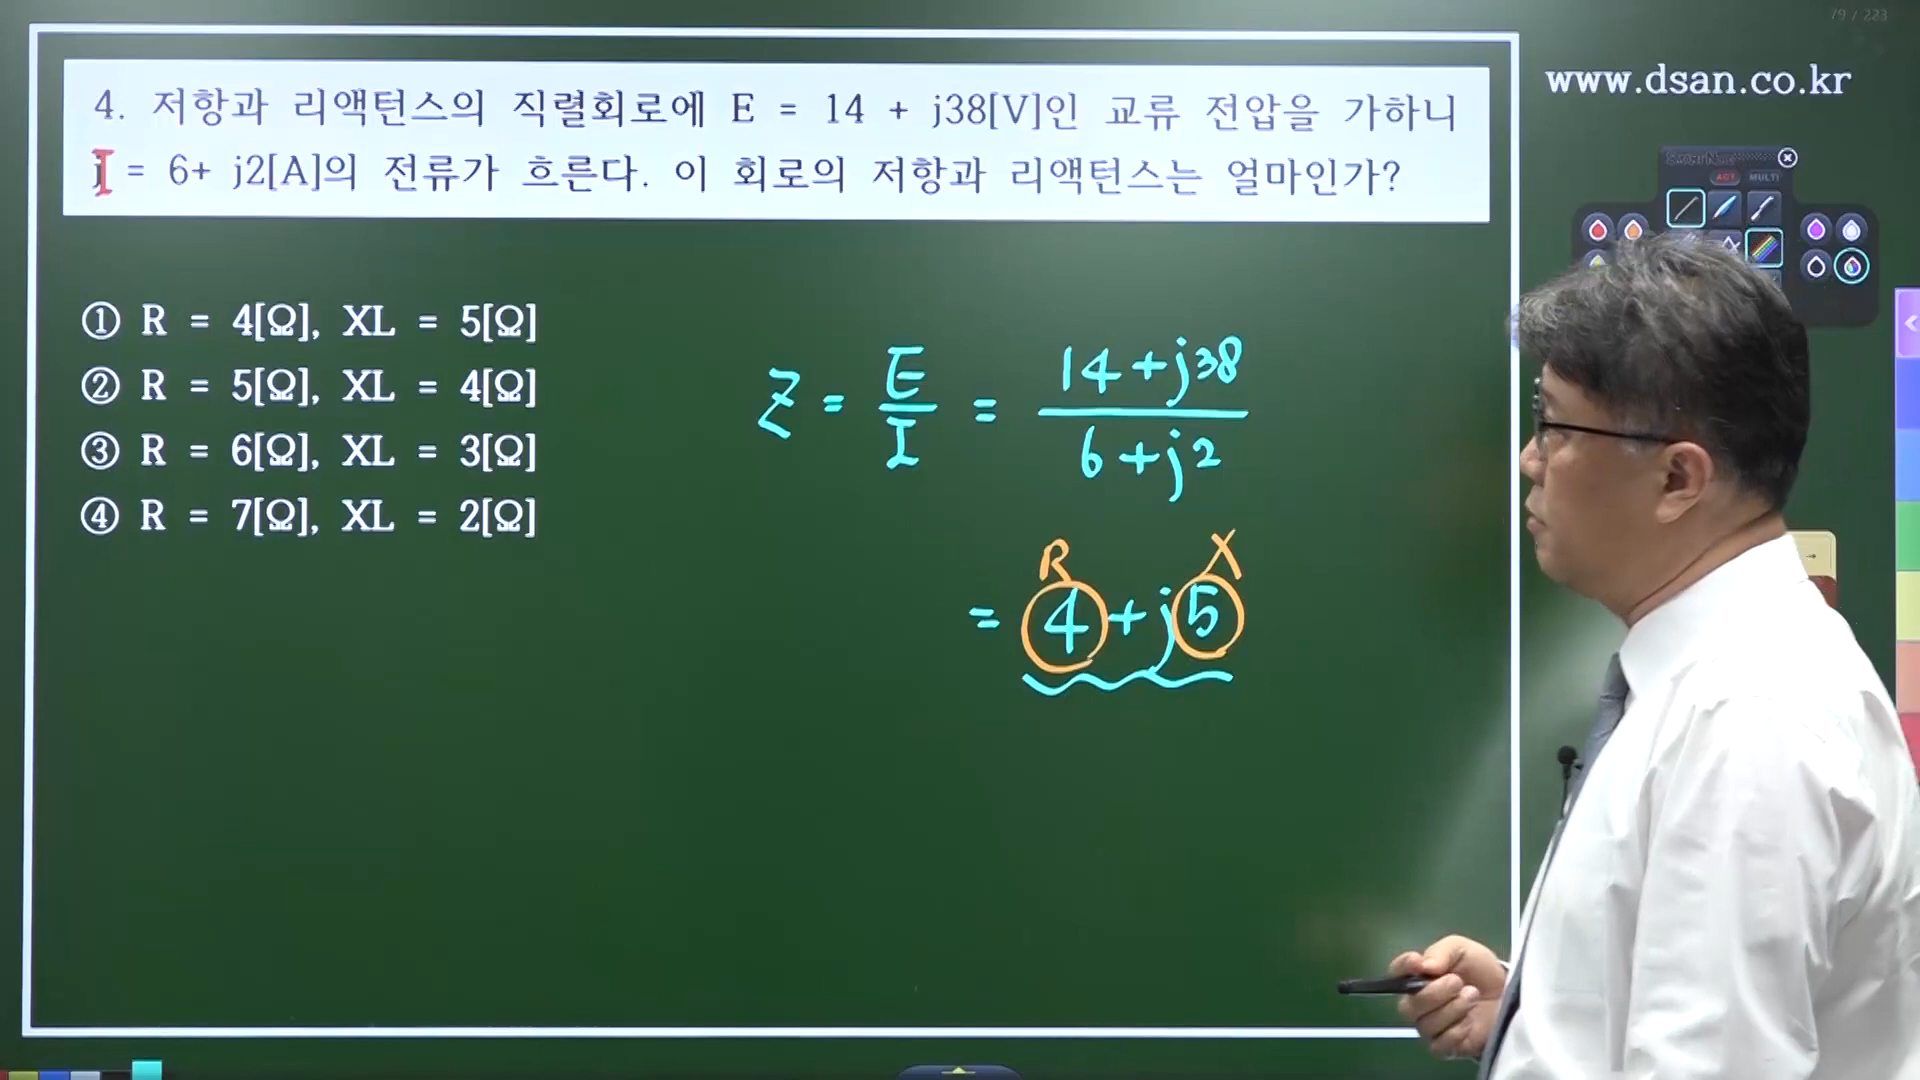 79 / 223
www.dsan.co.kr
4. 저항과 리액턴스의 직렬회로에 E = 14 + j38[V]인 교류 전압을 가하니
I = 6+ j2[A]의 전류가 흐른다. 이 회로의 저항과 리액턴스는 얼마인가?
ACT MULTI
① R = 4[Ω], XL = 5[Ω]
② R = 5[Ω], XL = 4[Ω]
③ R = 6[Ω], XL = 3[Ω]
④ R = 7[Ω], XL = 2[Ω]
Z = E/I = 14+j38/6+j2
R X
= 4+j5